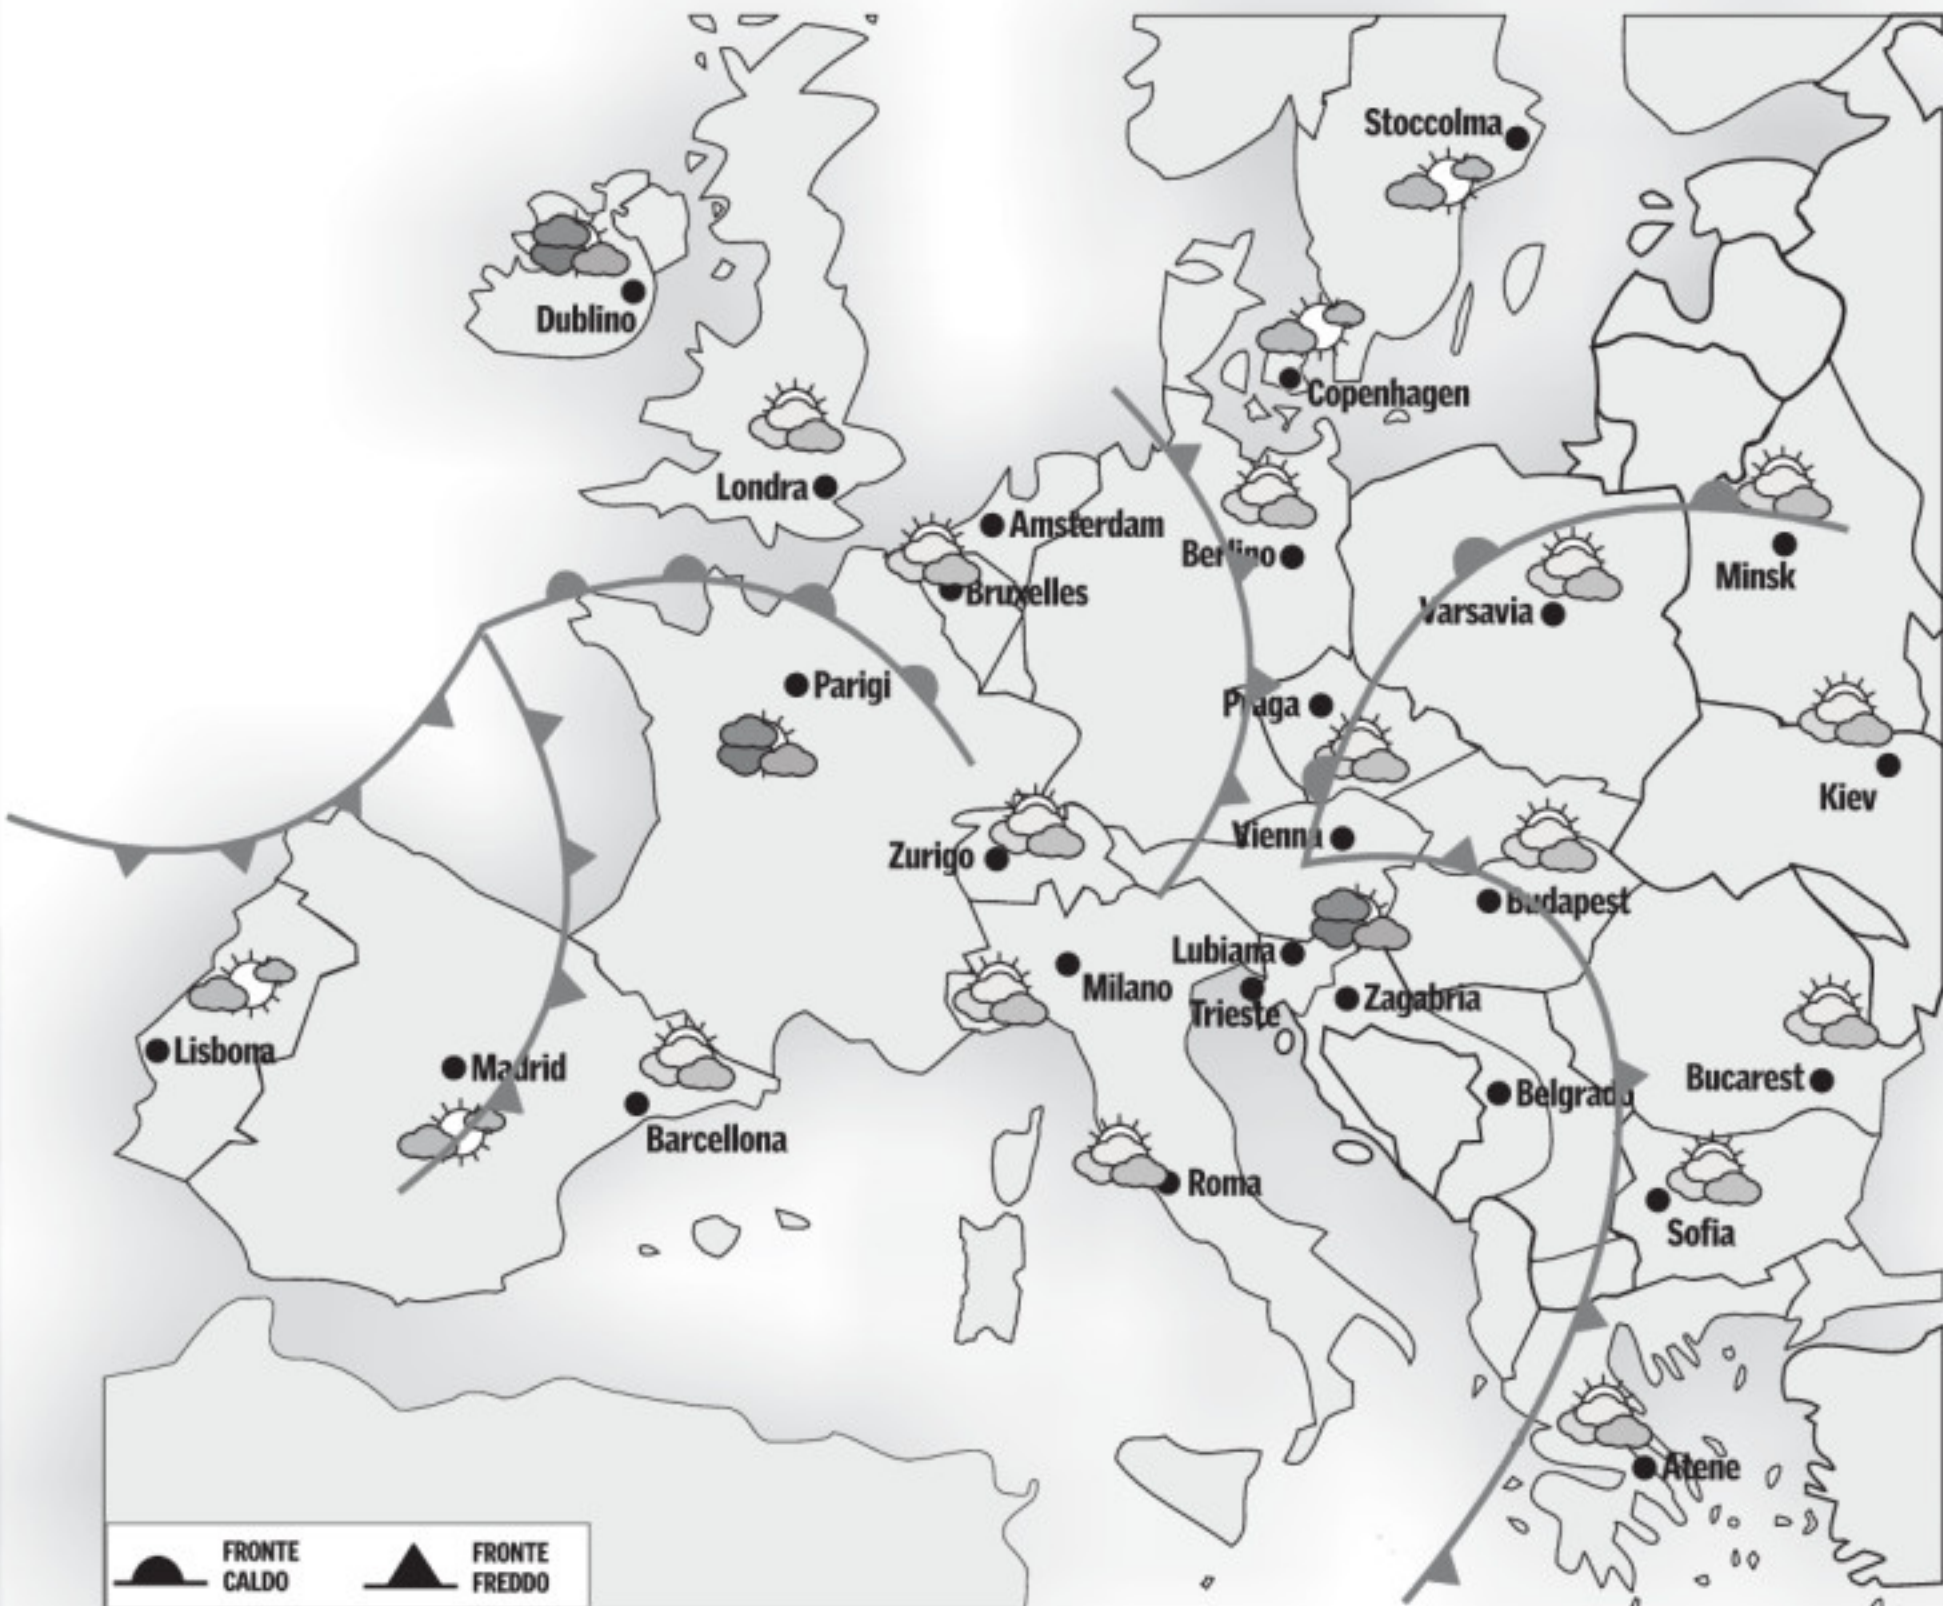 Stoccolma
Dublino
Copenhagen
Londra
Amsterdam
Berlino
Bruxelles
Minsk
Varsavia
Parigi
Praga
Kiev
Vienna
Zurigo
Budapest
Lubiana
Milano
Zagabria
Trieste
Lisbona
Madrid
Bucarest
Belgrado
Barcellona
Roma
Sofia
Atene
FRONTE
CALDO
FRONTE
FREDDO